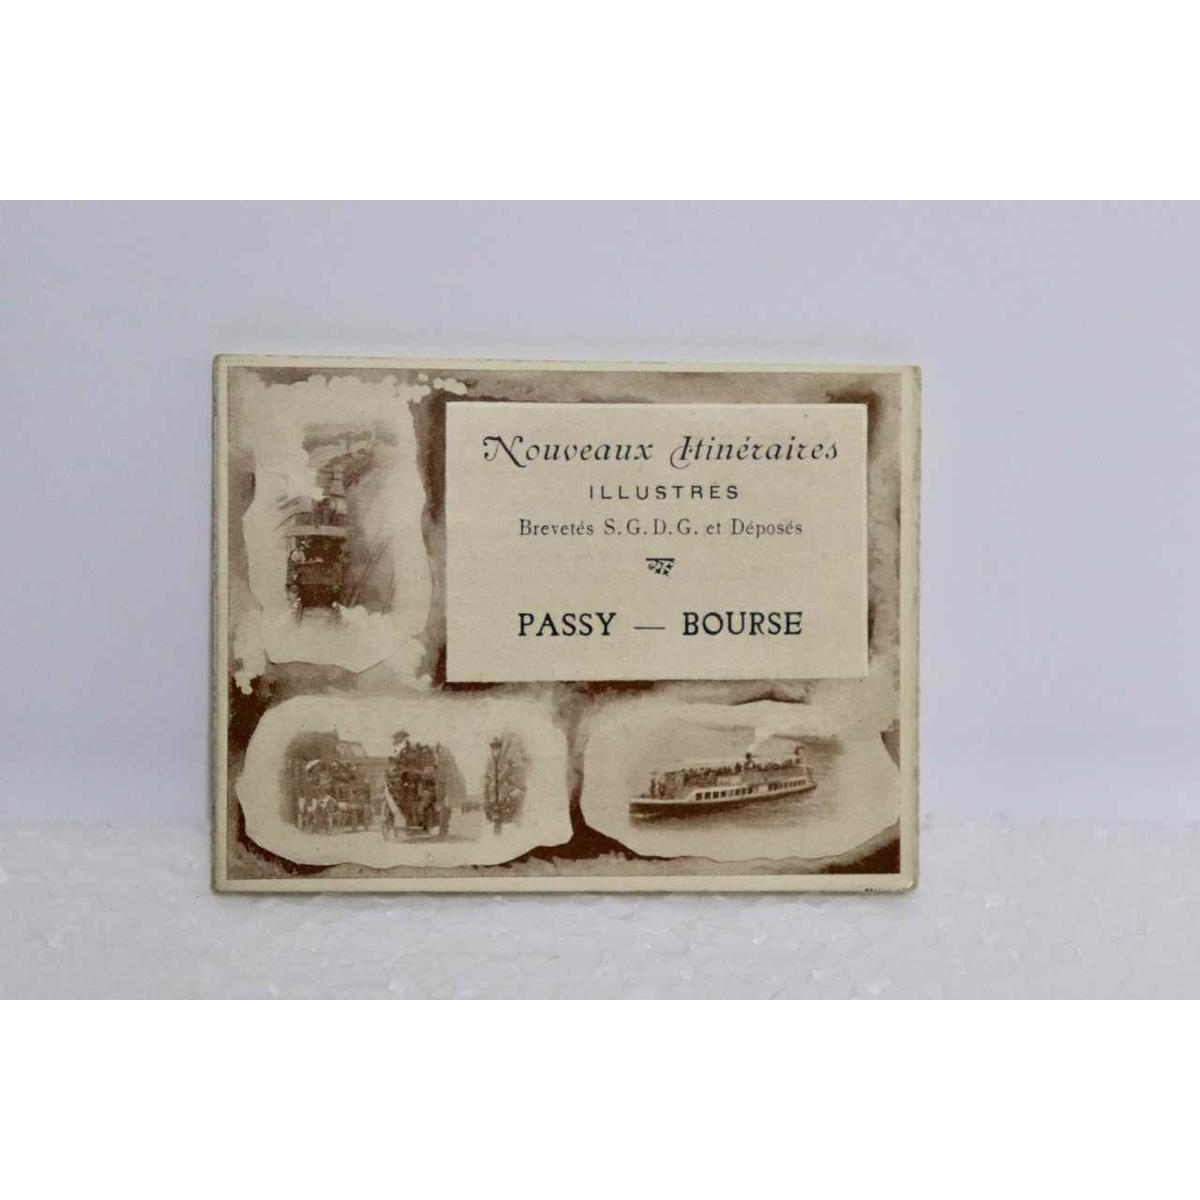 Nouveaux Itinéraires
ILLUSTRÉS
Brevetés S.G.D.G. et Déposés
PASSY — BOURSE